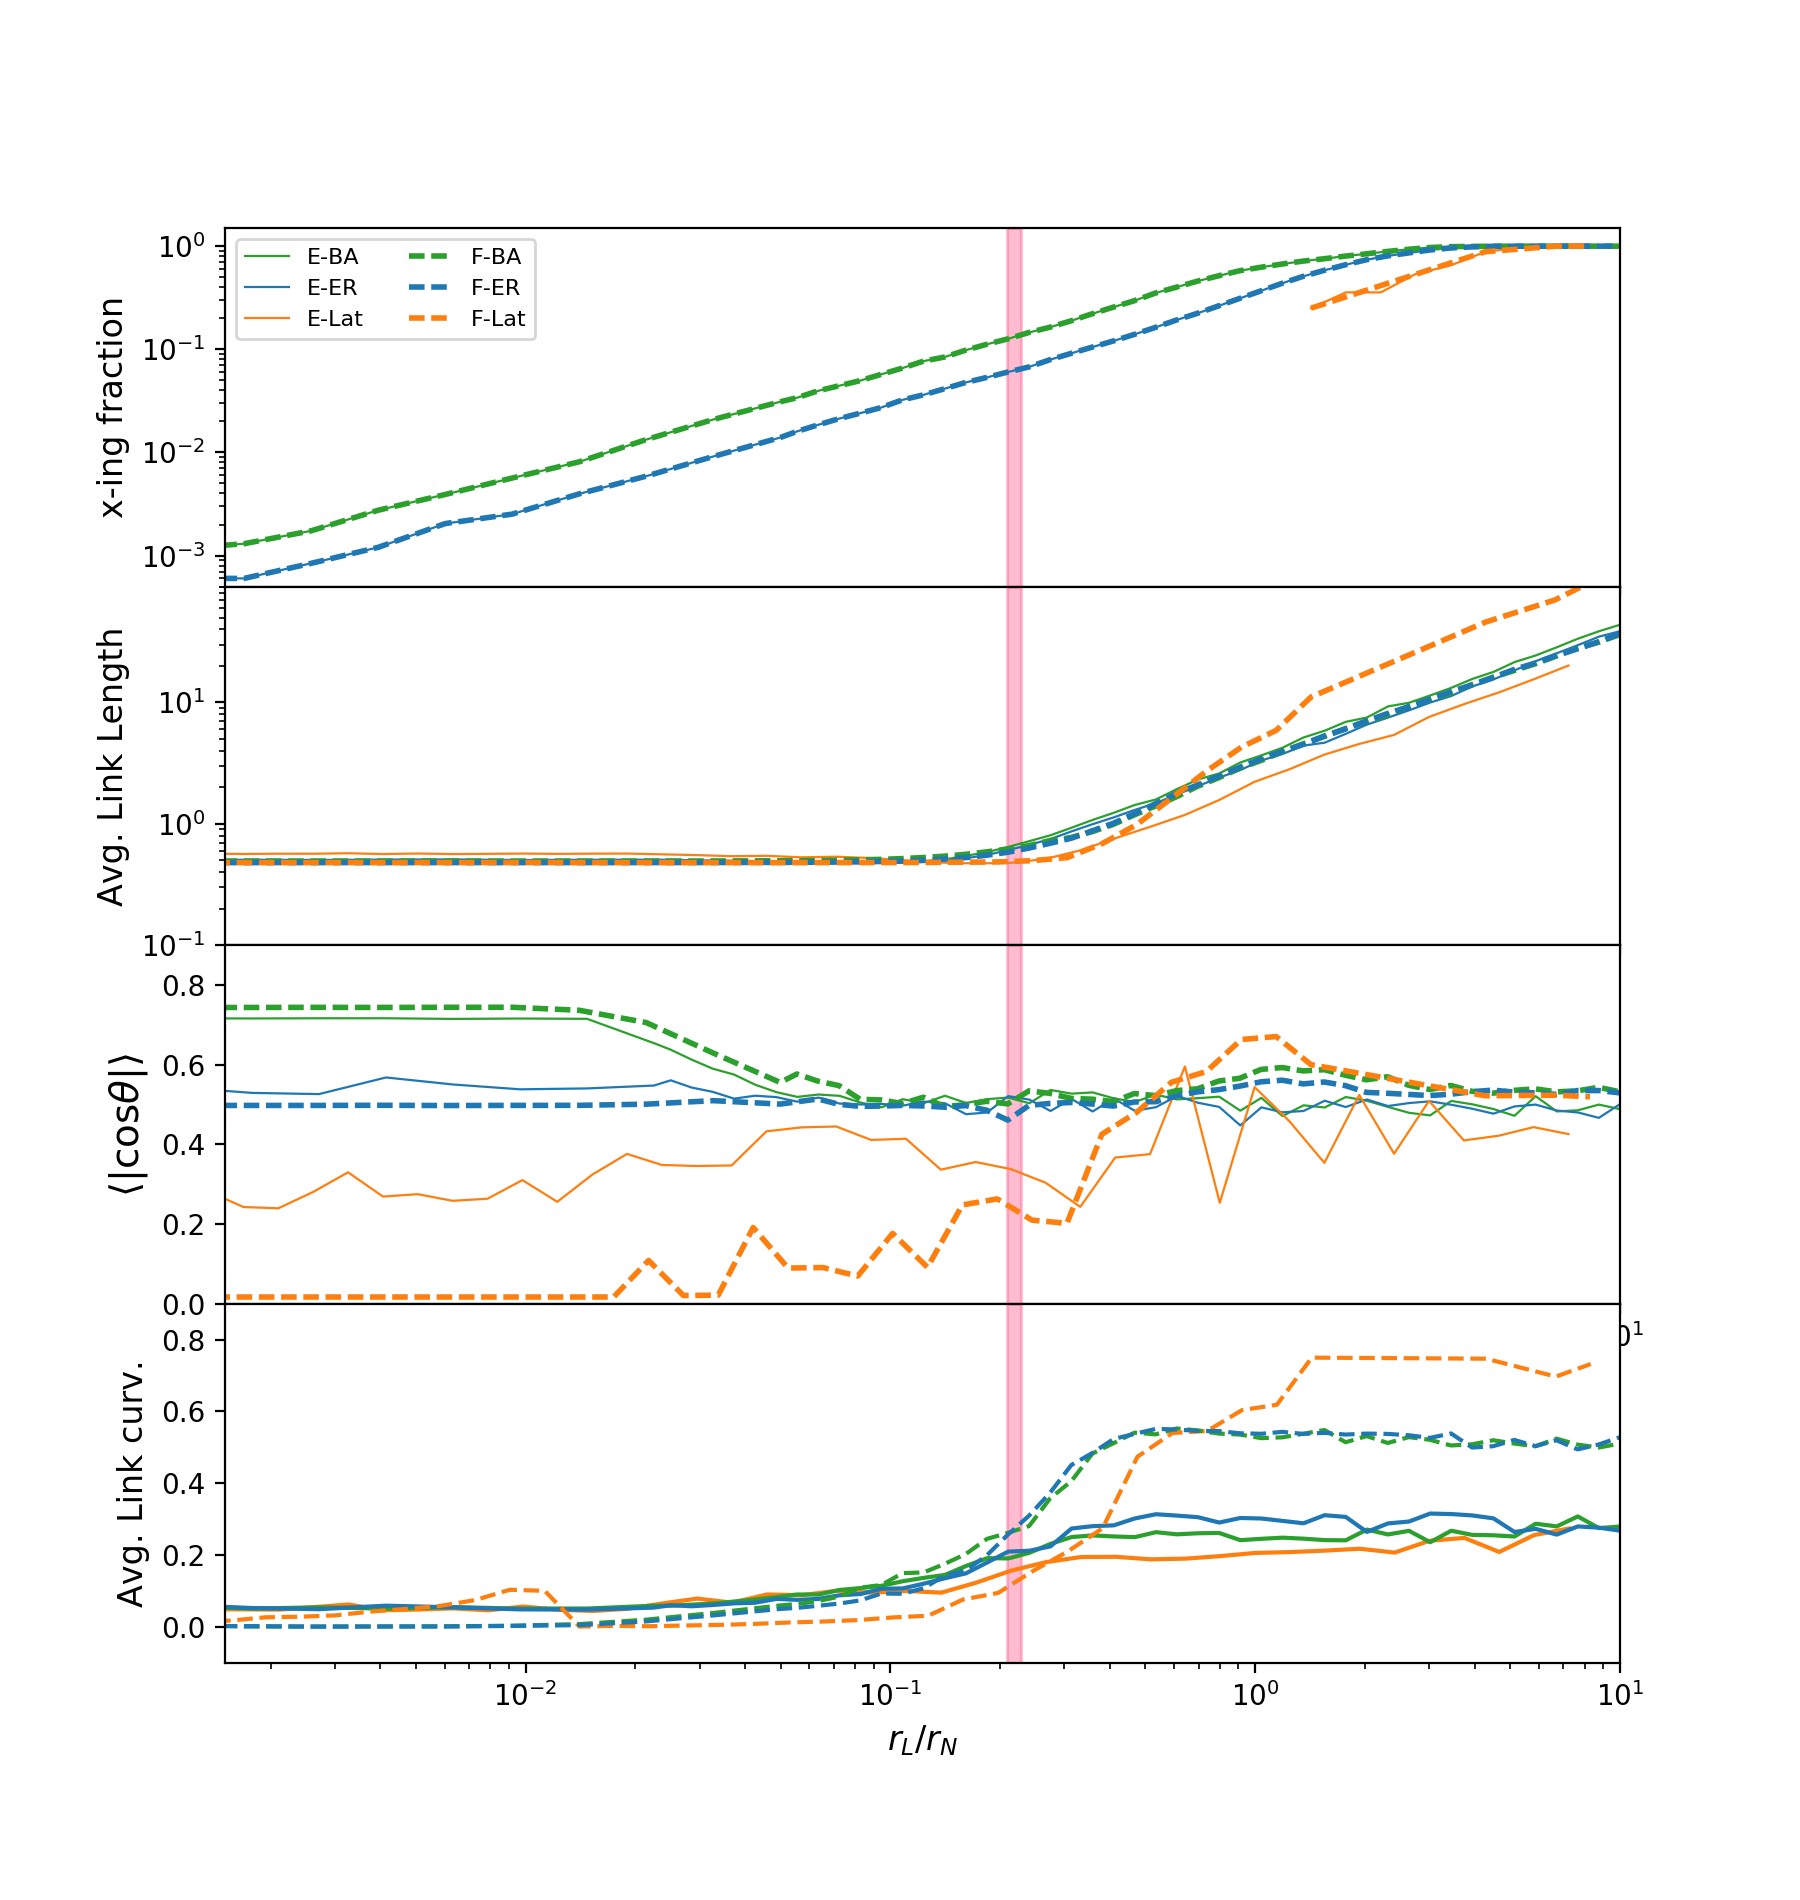 x-ing fraction
10⁰
10⁻¹
10⁻²
10⁻³
E-BA
E-ER
E-Lat
F-BA
F-ER
F-Lat
Avg. Link Length
10¹
10⁰
10⁻¹
⟨|cosθ|⟩
0.8
0.6
0.4
0.2
0.0
01
Avg. Link curv.
0.8
0.6
0.4
0.2
0.0
10⁻² 10⁻¹ 10⁰ 10¹
r_L/r_N